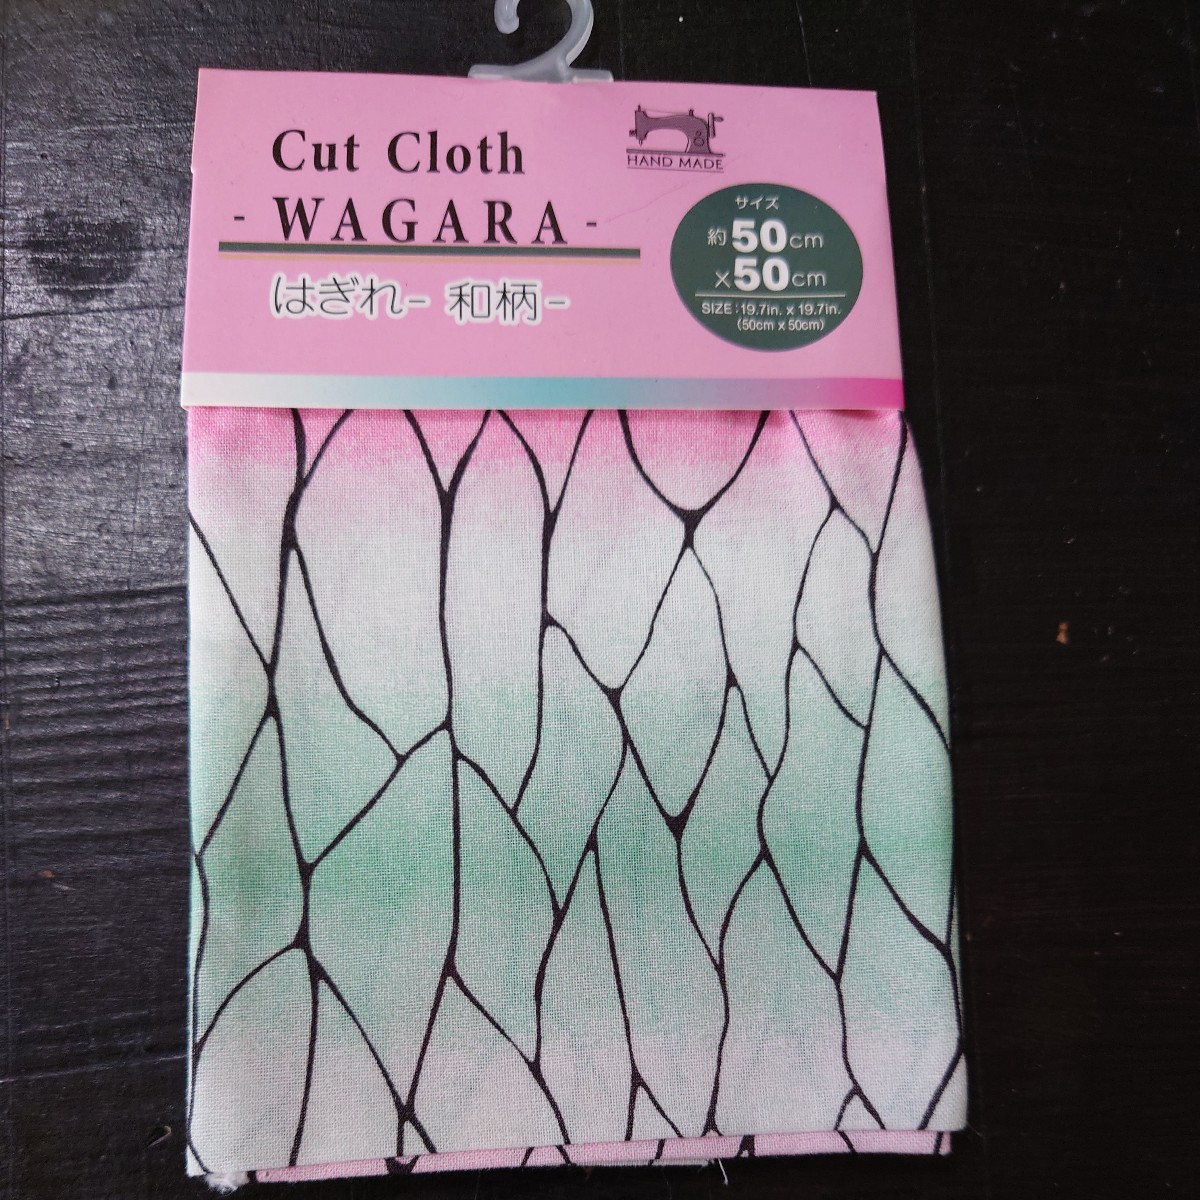 Cut Cloth
- WAGARA -
はぎれ- 和柄-
HAND MADE
サイズ
約50cm
×50cm
SIZE:19.7in. x 19.7in.
(50cm x 50cm)